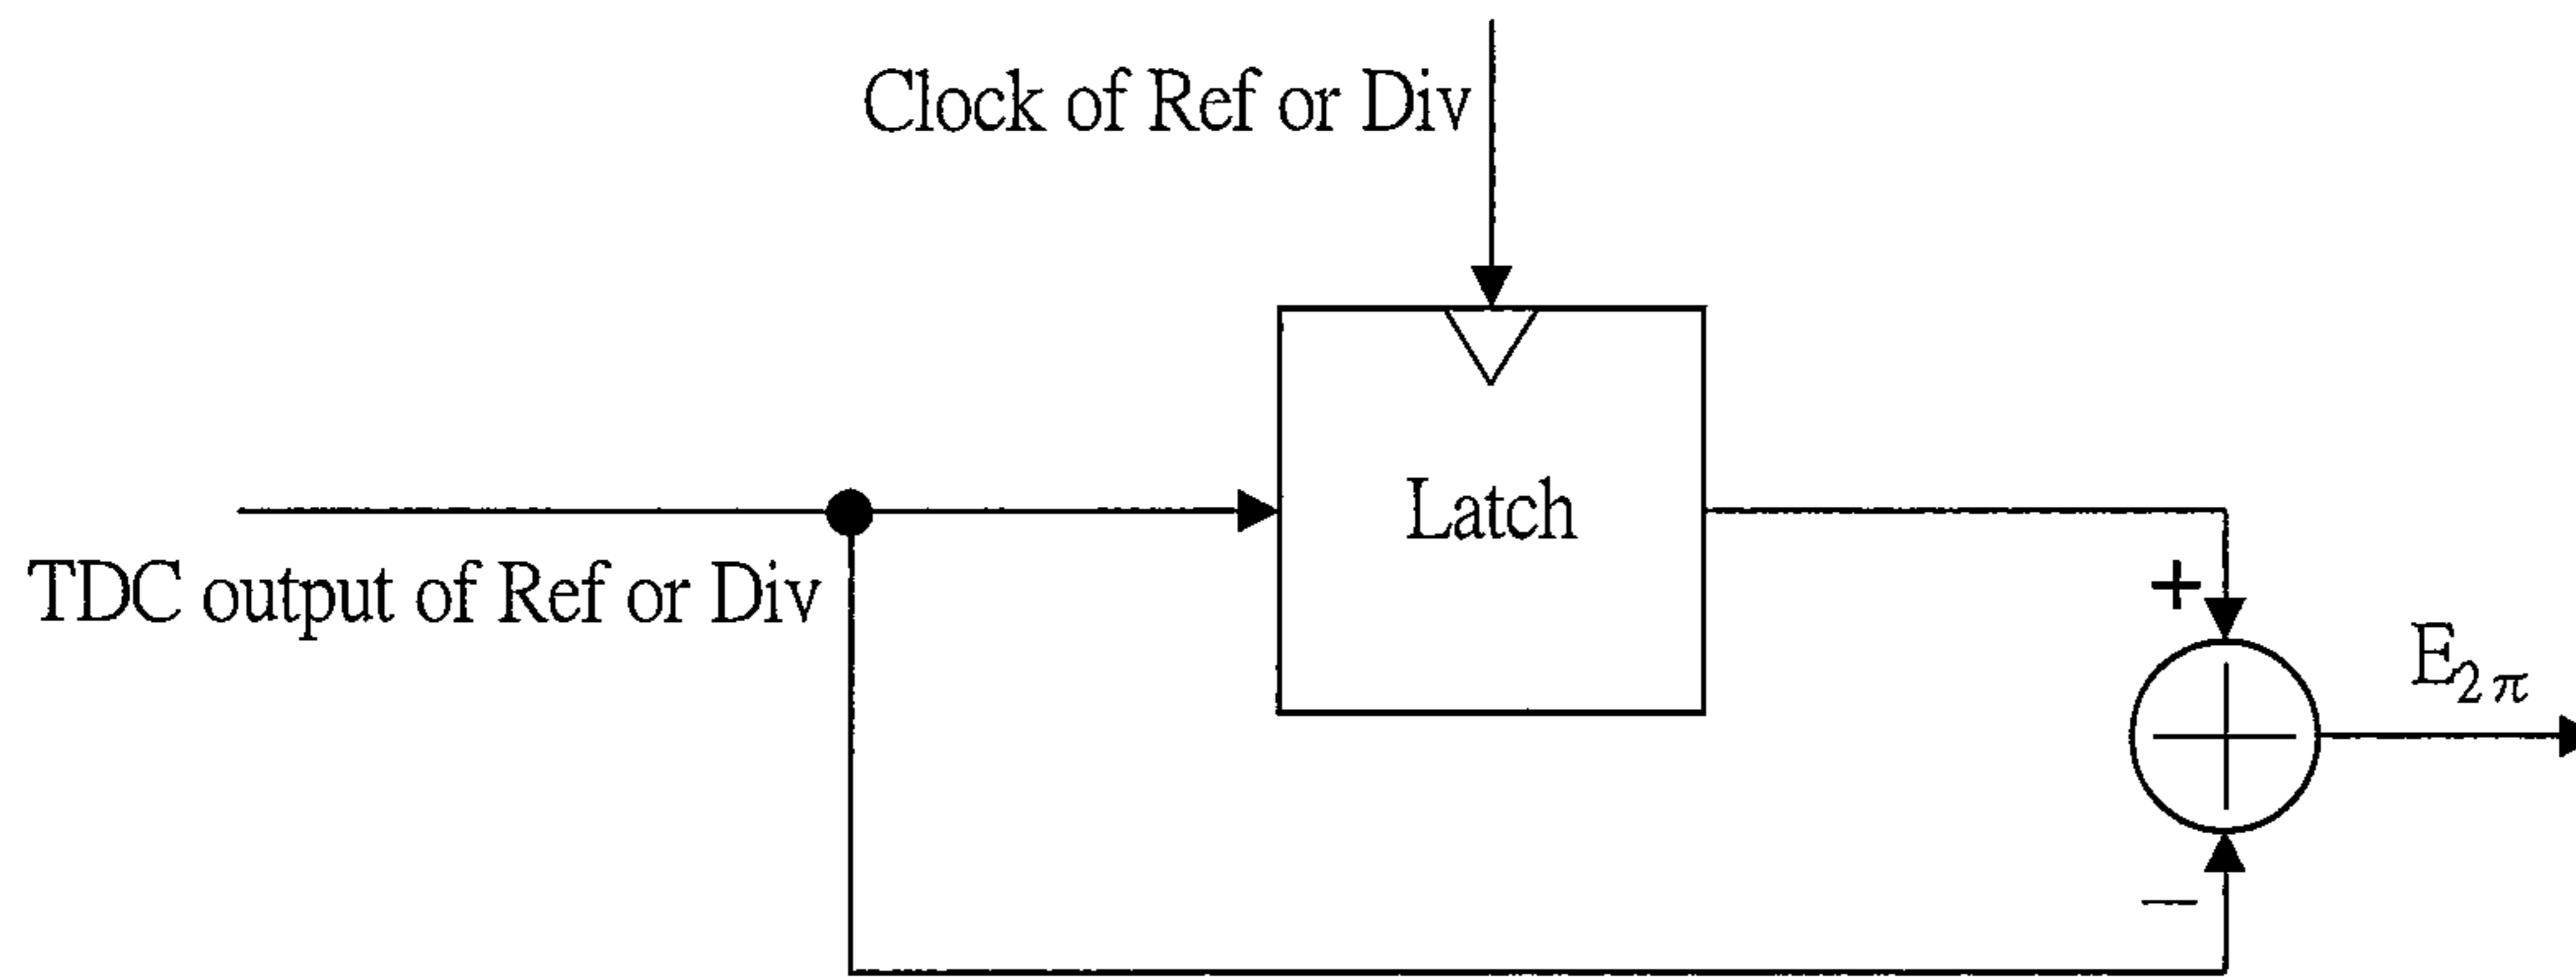 Clock of Ref or Div
Latch
TDC output of Ref or Div
+
E2π
−